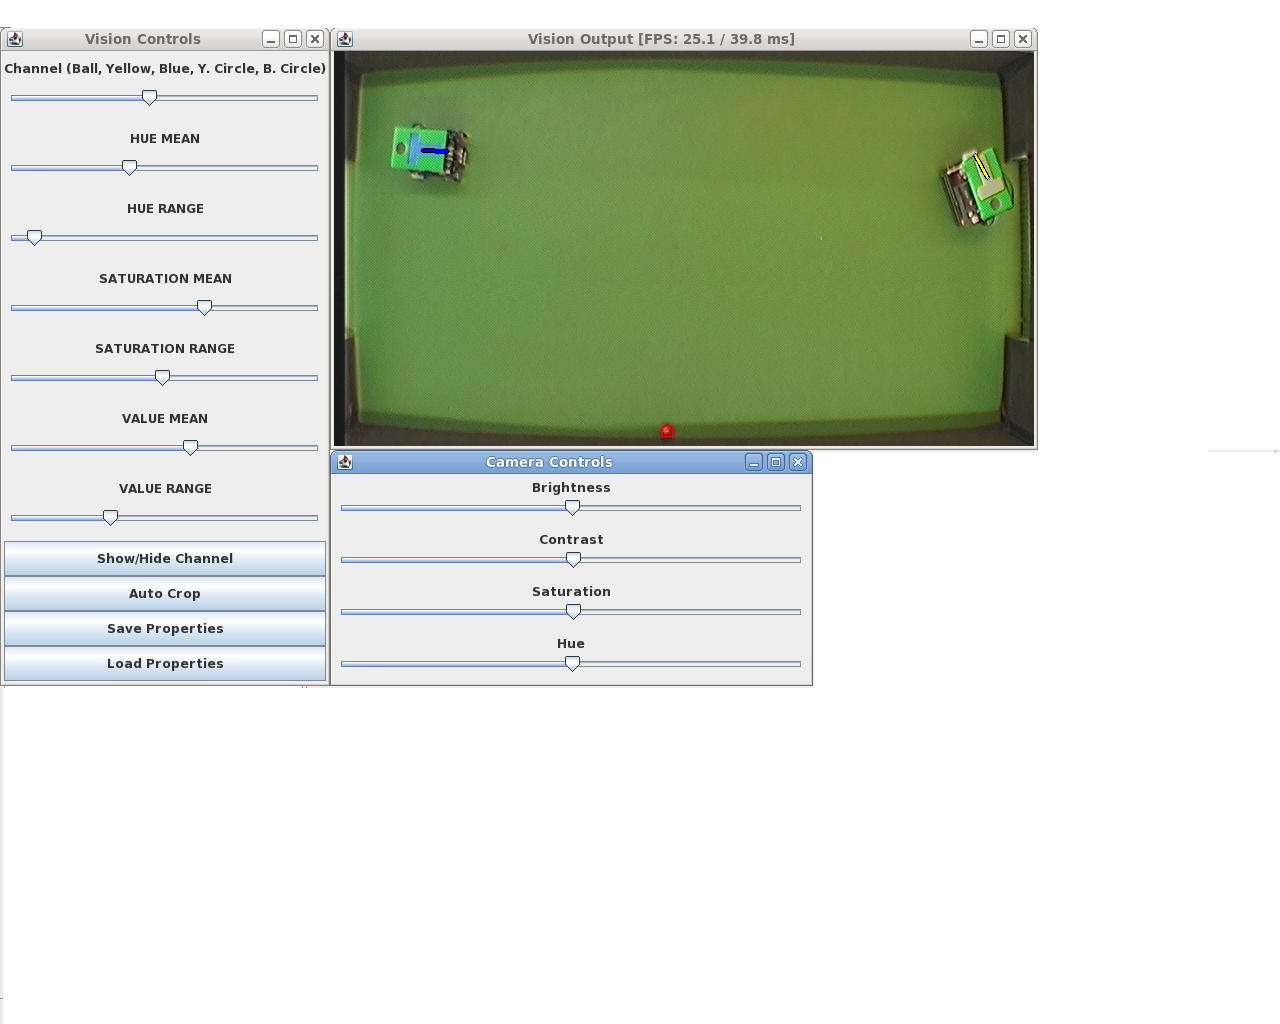 Vision Controls
Channel (Ball, Yellow, Blue, Y. Circle, B. Circle)
HUE MEAN
HUE RANGE
SATURATION MEAN
SATURATION RANGE
VALUE MEAN
VALUE RANGE
Show/Hide Channel
Auto Crop
Save Properties
Load Properties
Vision Output [FPS: 25.1 / 39.8 ms]
Camera Controls
Brightness
Contrast
Saturation
Hue